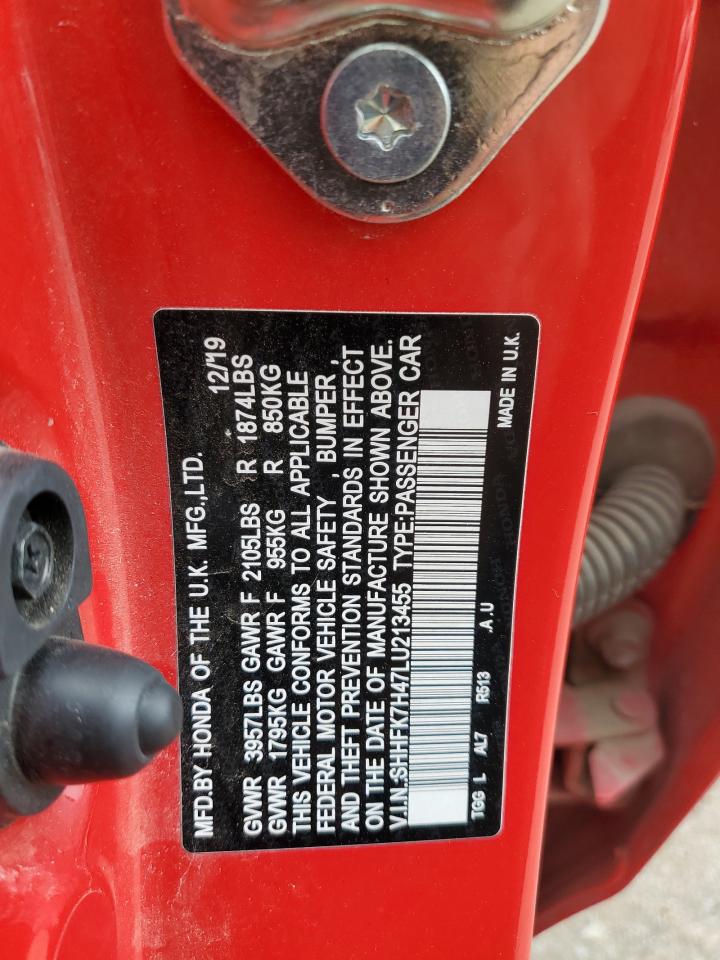 MFD.BY HONDA OF THE U.K. MFG.,LTD. 12/19
GVWR 3957LBS GAWR F 2105LBS R 1874LBS
GVWR 1795KG GAWR F 955KG R 850KG
THIS VEHICLE CONFORMS TO ALL APPLICABLE
FEDERAL MOTOR VEHICLE SAFETY , BUMPER ,
AND THEFT PREVENTION STANDARDS IN EFFECT
ON THE DATE OF MANUFACTURE SHOWN ABOVE.
V.I.N.:SHHFK7H47LU213455 TYPE:PASSENGER CAR
TGG L AL7 R513 .A.U MADE IN U.K.